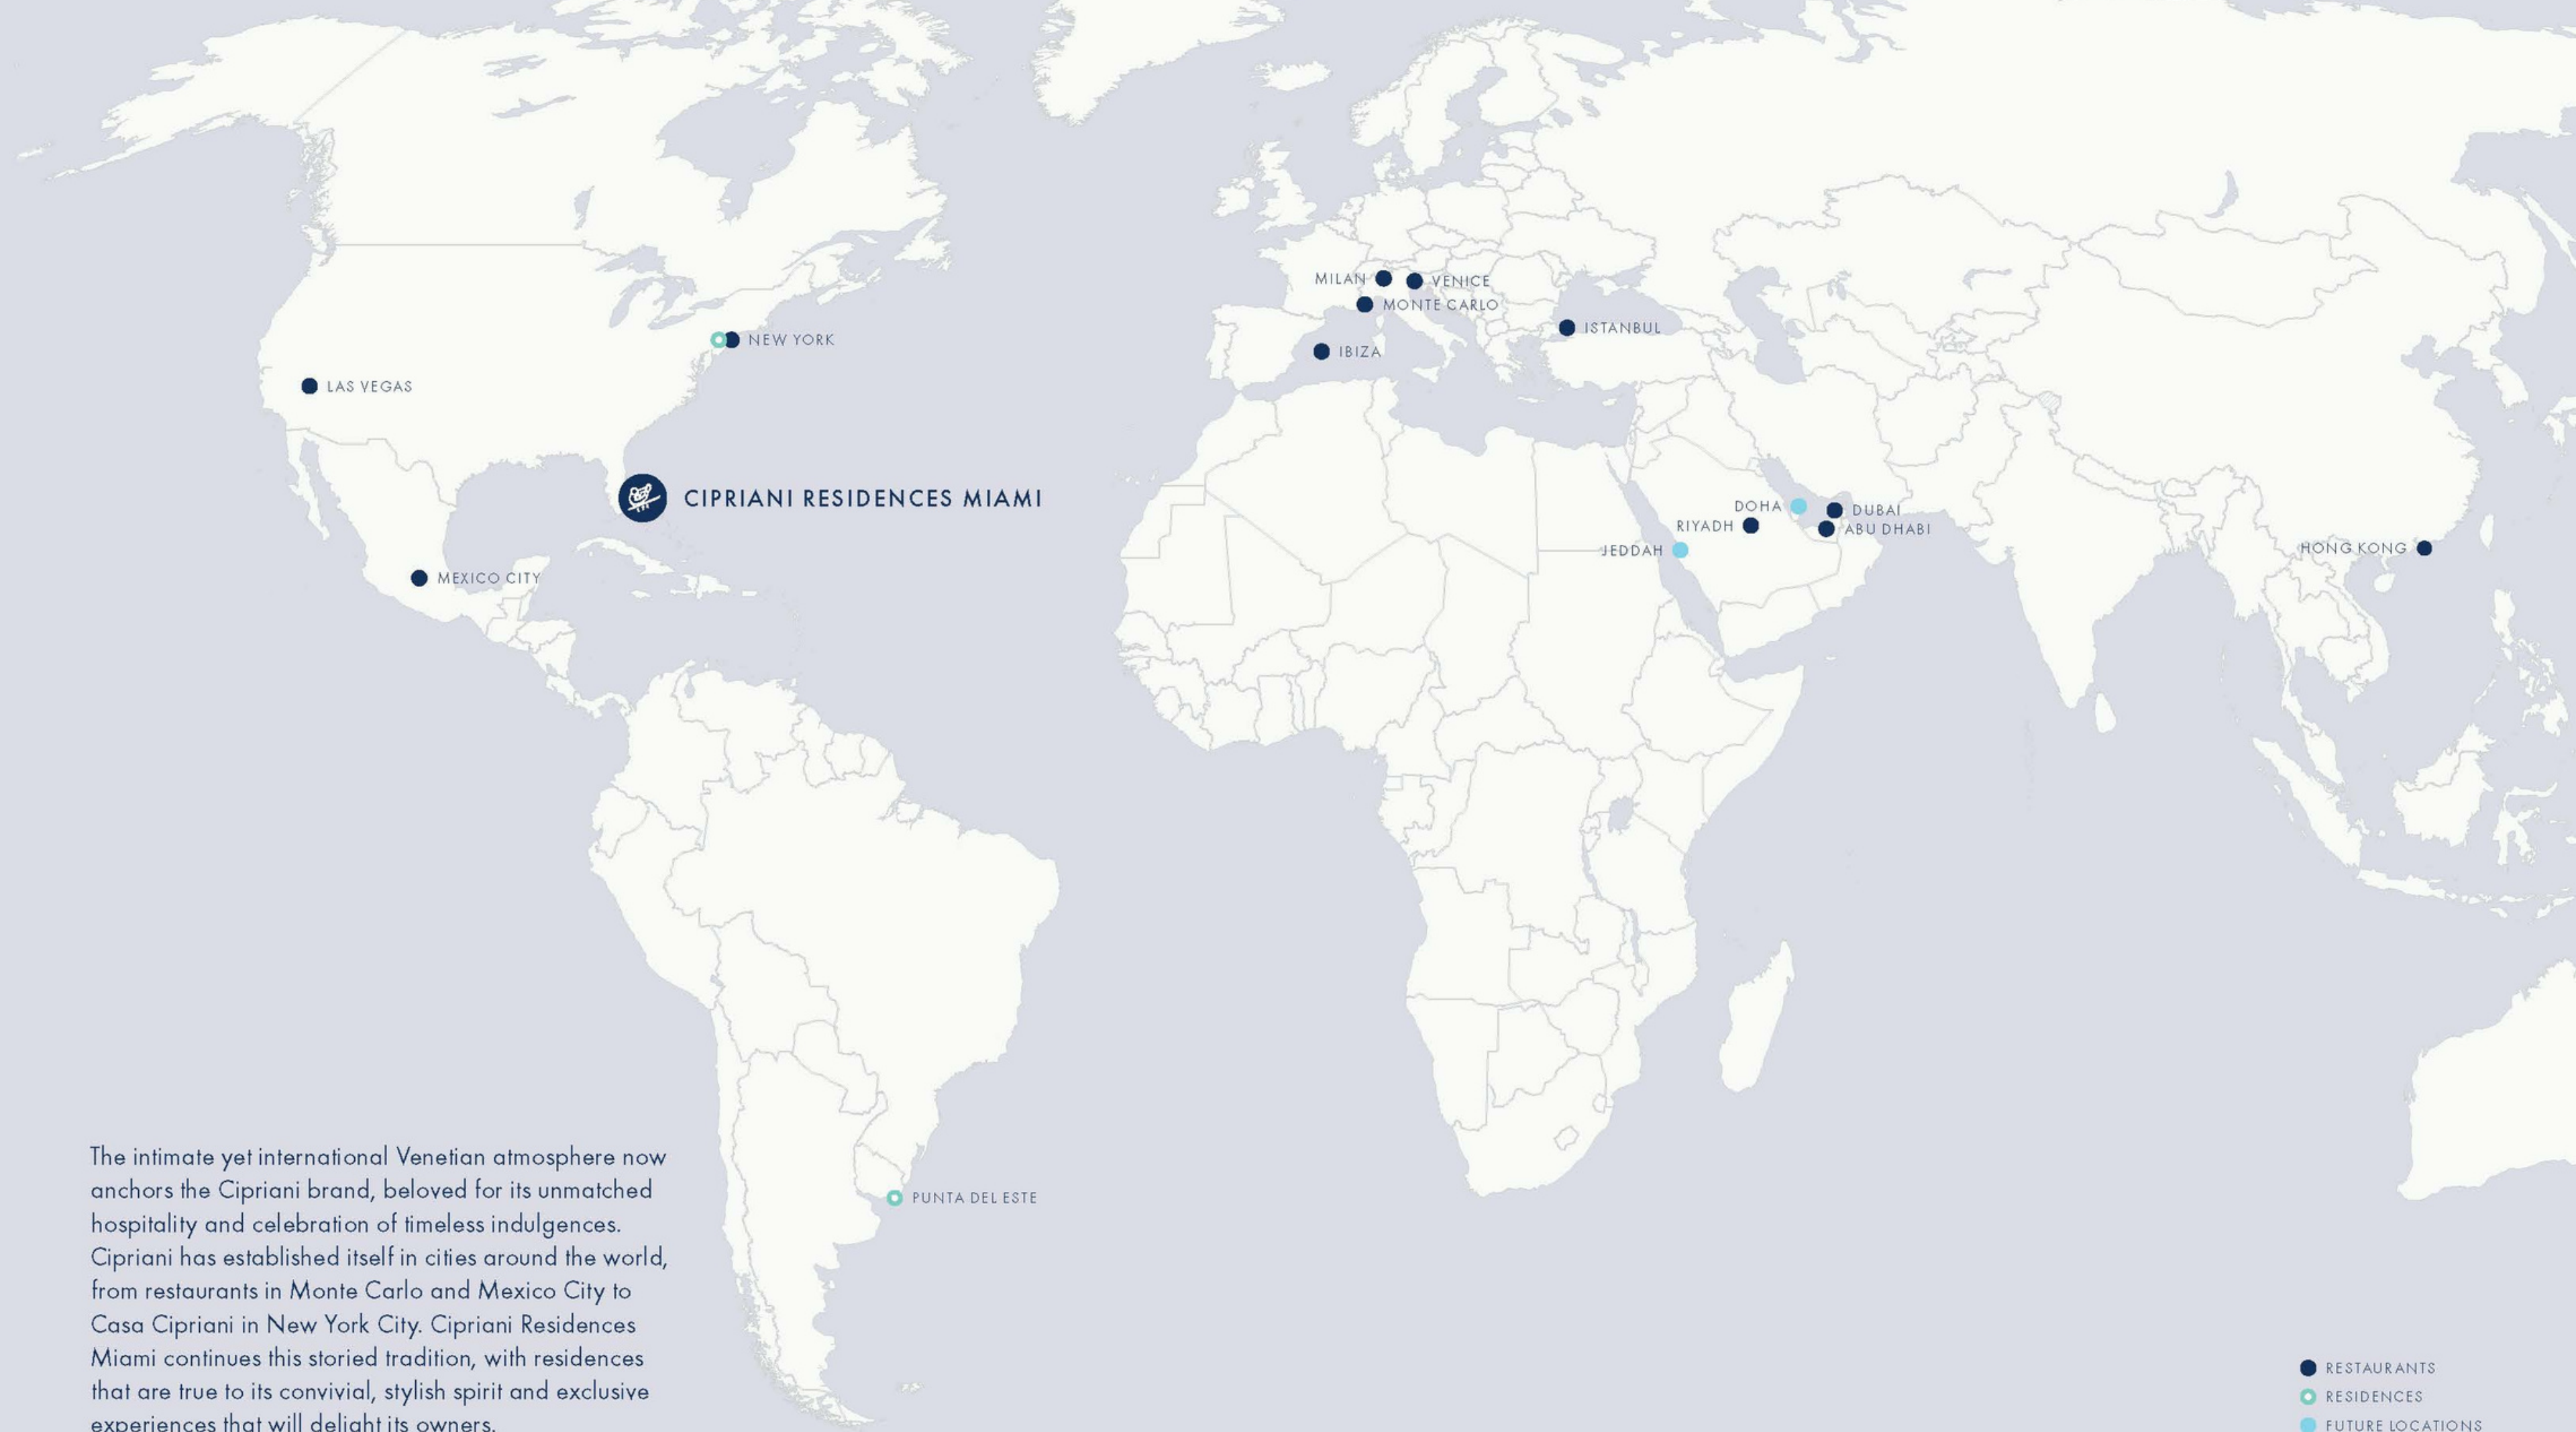 MILAN
VENICE
MONTE CARLO
NEW YORK
ISTANBUL
IBIZA
LAS VEGAS
CIPRIANI RESIDENCES MIAMI
DOHA
DUBAI
RIYADH
ABU DHABI
JEDDAH
HONG KONG
MEXICO CITY
PUNTA DEL ESTE
The intimate yet international Venetian atmosphere now
anchors the Cipriani brand, beloved for its unmatched
hospitality and celebration of timeless indulgences.
Cipriani has established itself in cities around the world,
from restaurants in Monte Carlo and Mexico City to
Casa Cipriani in New York City. Cipriani Residences
Miami continues this storied tradition, with residences
that are true to its convivial, stylish spirit and exclusive
experiences that will delight its owners.
RESTAURANTS
RESIDENCES
FUTURE LOCATIONS